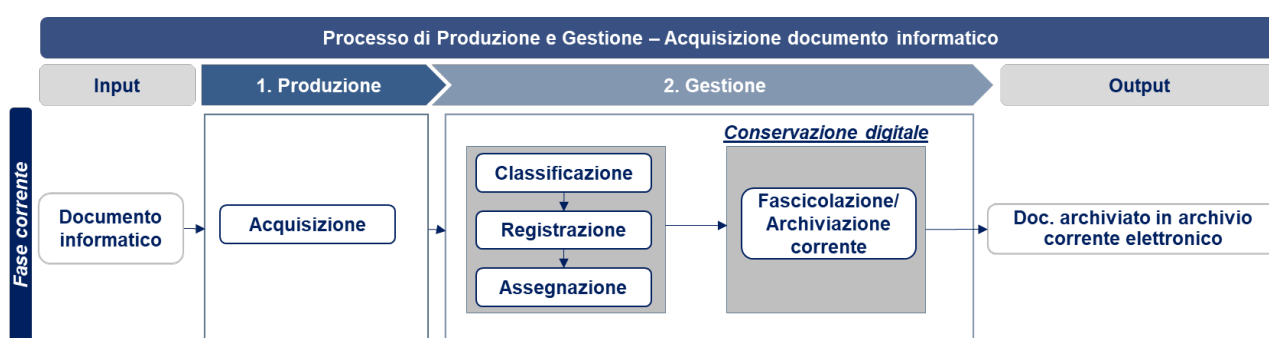 Processo di Produzione e Gestione – Acquisizione documento informatico
Input
1. Produzione
2. Gestione
Output
Fase corrente
Documento
informatico
Acquisizione
Classificazione
Registrazione
Assegnazione
Conservazione digitale
Fascicolazione/
Archiviazione
corrente
Doc. archiviato in archivio
corrente elettronico